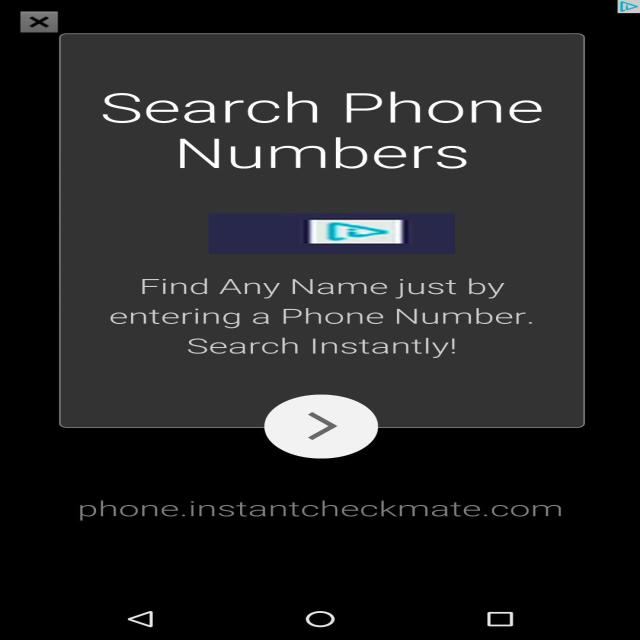 Search Phone
Numbers
Find Any Name just by
entering a Phone Number.
Search Instantly!
phone.instantcheckmate.com